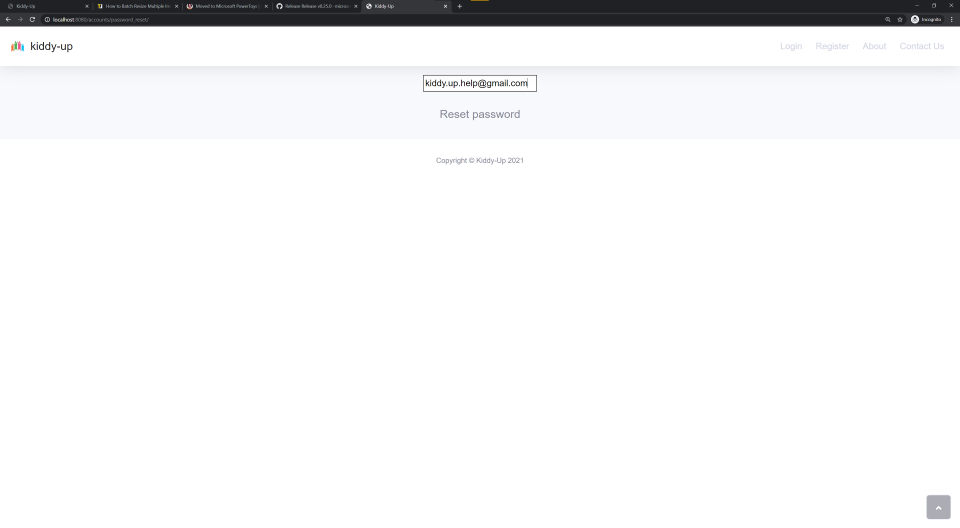 Kiddy-Up
How to Batch Resize Multiple Im
Moved to Microsoft PowerToys
Release Release v0.25.0 · micros
Kiddy-Up
localhost:8080/accounts/password_reset/
Incognito
kiddy-up
Login Register About Contact Us
kiddy.up.help@gmail.com
Reset password
Copyright © Kiddy-Up 2021